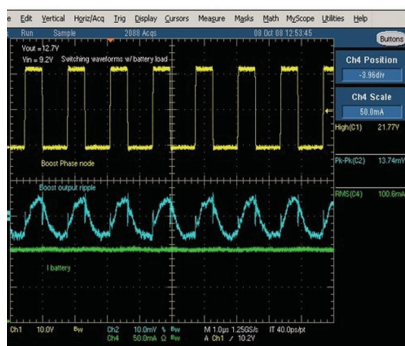 e Edit Vertical Horiz/Acq Trig Display Cursors Measure Masks Math MyScope Utilities Help
Run Sample 2080 Acqs 08 Oct 08 12:53:45
Buttons
Vout = 12.7V
Vin = 9.2V Switching waveforms w/ battery load
Ch4 Position
-3.96div
Ch4 Scale
50.0mA
High(C1) 21.77V
Boost Phase node
Pk-Pk(C2) 13.74mV
Boost output ripple
RMS(C4) 100.6mA
I battery
Ch1 10.0V Bw Ch2 10.0mV % Bw M 1.0µs 1.25GS/s IT 40.0ps/pt
Ch4 50.0mA Ω Bw A Ch1 / 10.2V